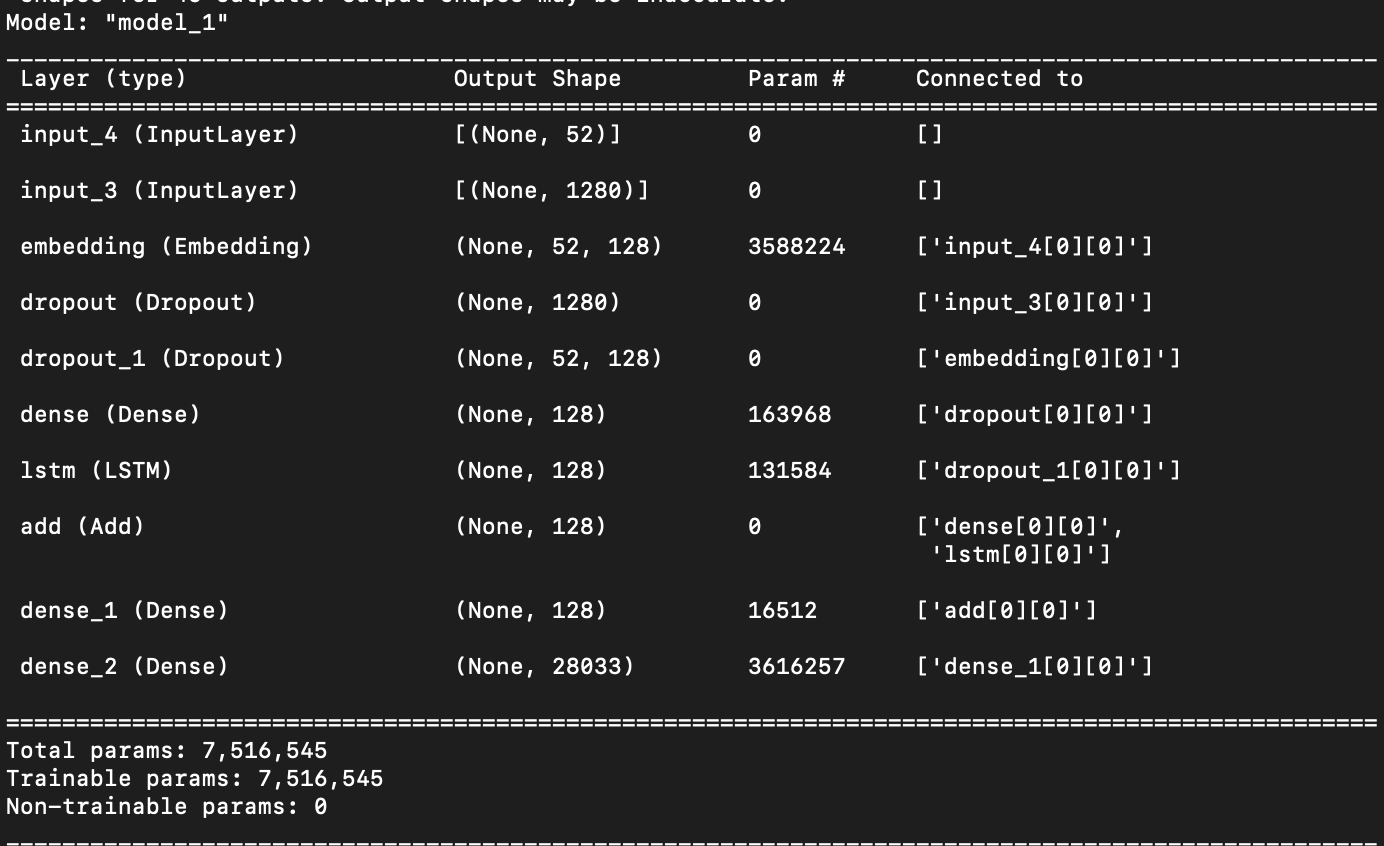 Model: "model_1"
Layer (type) Output Shape Param # Connected to
input_4 (InputLayer) [(None, 52)] 0 []
input_3 (InputLayer) [(None, 1280)] 0 []
embedding (Embedding) (None, 52, 128) 3588224 ['input_4[0][0]']
dropout (Dropout) (None, 1280) 0 ['input_3[0][0]']
dropout_1 (Dropout) (None, 52, 128) 0 ['embedding[0][0]']
dense (Dense) (None, 128) 163968 ['dropout[0][0]']
lstm (LSTM) (None, 128) 131584 ['dropout_1[0][0]']
add (Add) (None, 128) 0 ['dense[0][0]',
'lstm[0][0]']
dense_1 (Dense) (None, 128) 16512 ['add[0][0]']
dense_2 (Dense) (None, 28033) 3616257 ['dense_1[0][0]']
Total params: 7,516,545
Trainable params: 7,516,545
Non-trainable params: 0